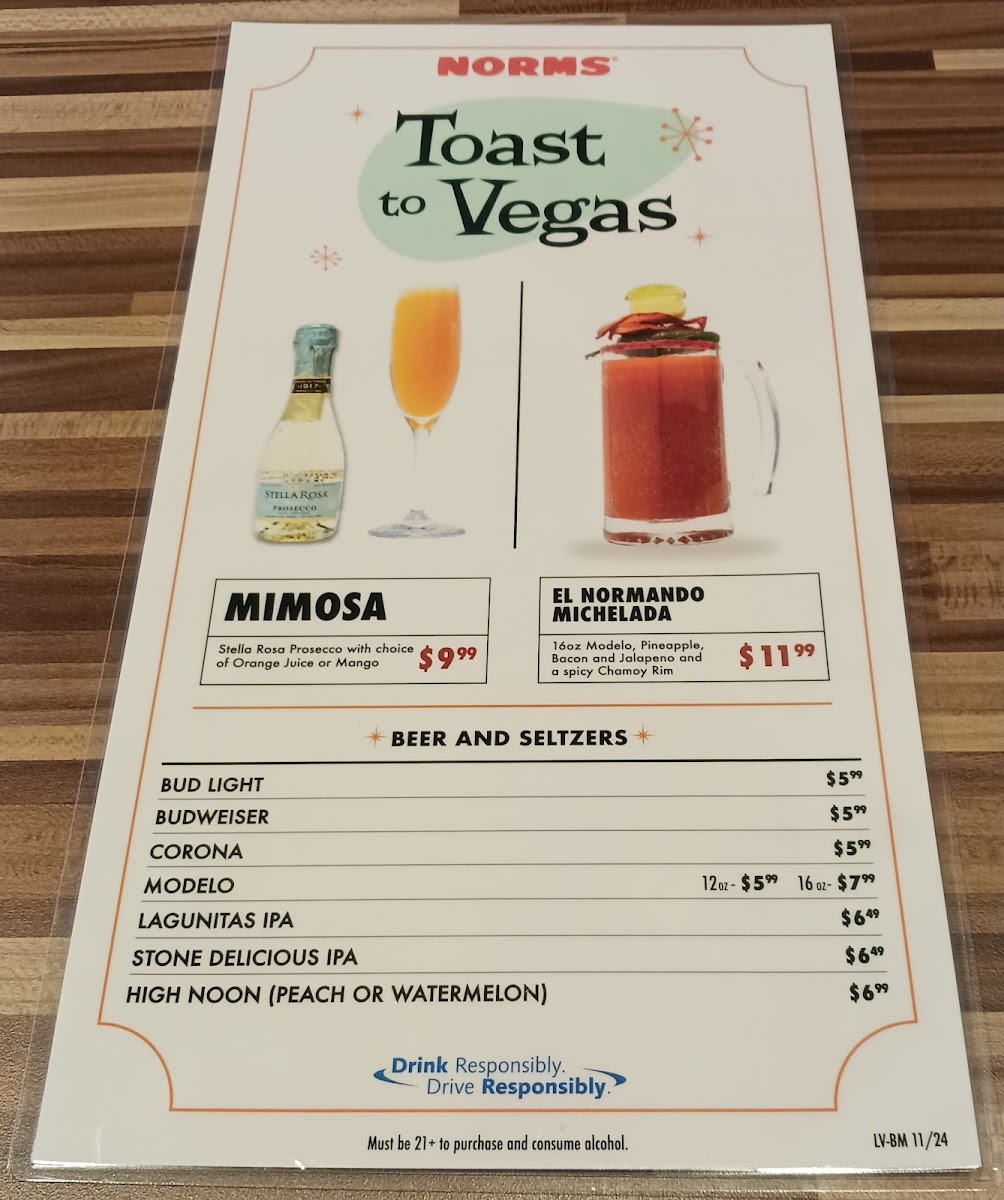 NORMS®
Toast
to Vegas
·1917·
STELLA ROSA
PROSECCO
MIMOSA
Stella Rosa Prosecco with choice
of Orange Juice or Mango
$9.99
EL NORMANDO
MICHELADA
16oz Modelo, Pineapple,
Bacon and Jalapeno and
a spicy Chamoy Rim
$11.99
BEER AND SELTZERS
BUD LIGHT $5.99
BUDWEISER $5.99
CORONA $5.99
MODELO 12oz- $5.99 16 oz- $7.99
LAGUNITAS IPA $6.49
STONE DELICIOUS IPA $6.49
HIGH NOON (PEACH OR WATERMELON) $6.99
Drink Responsibly.
Drive Responsibly.
Must be 21+ to purchase and consume alcohol.
LV-BM 11/24